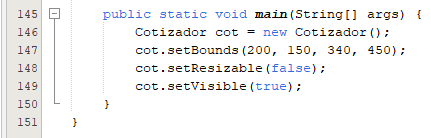 145 public static void main(String[] args) {
146 Cotizador cot = new Cotizador();
147 cot.setBounds(200, 150, 340, 450);
148 cot.setResizable(false);
149 cot.setVisible(true);
150 }
151 }